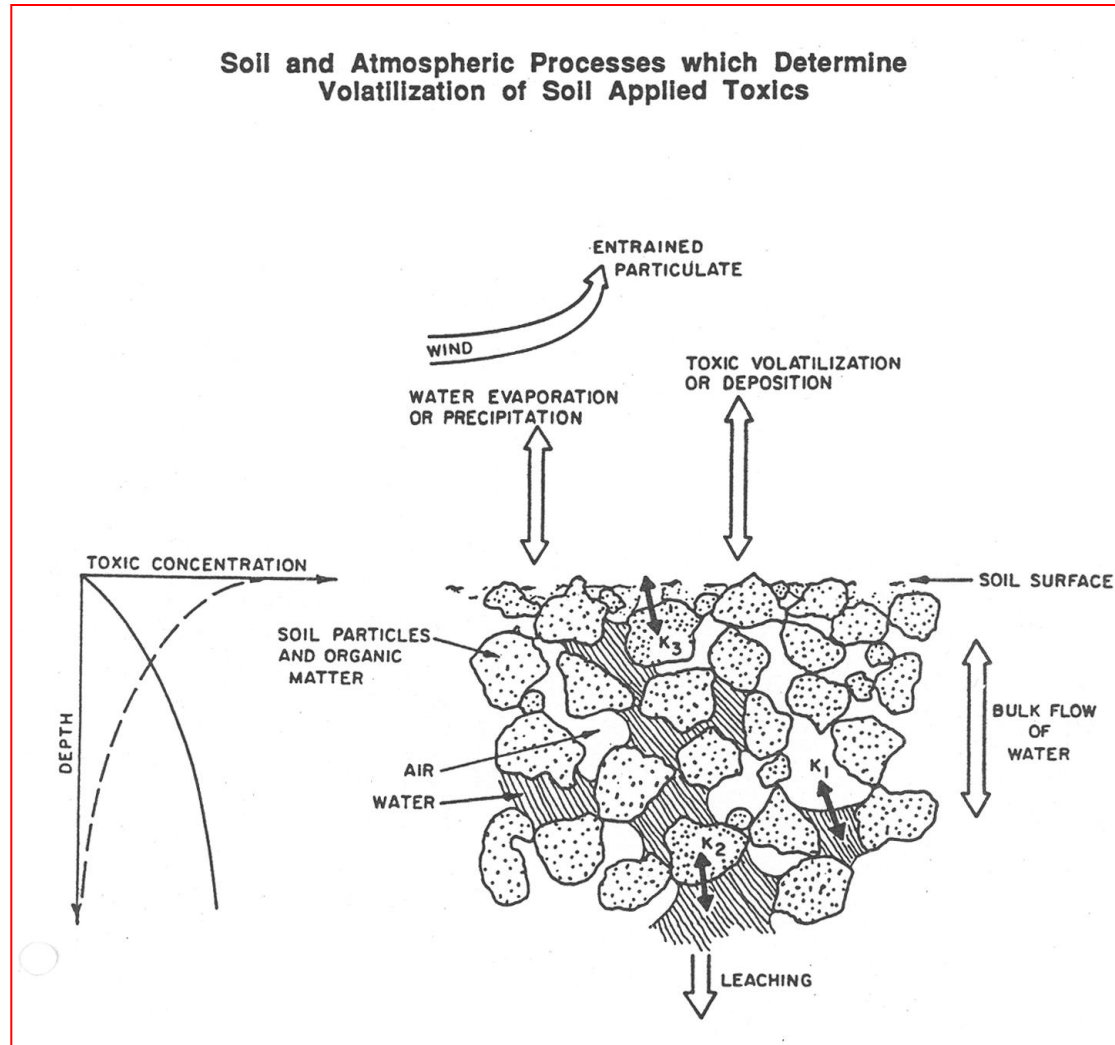 Soil and Atmospheric Processes which Determine
Volatilization of Soil Applied Toxics
ENTRAINED
PARTICULATE
WIND
TOXIC VOLATILIZATION
OR DEPOSITION
WATER EVAPORATION
OR PRECIPITATION
TOXIC CONCENTRATION
SOIL SURFACE
SOIL PARTICLES
AND ORGANIC
MATTER
K3
DEPTH
BULK FLOW
OF
WATER
AIR
K1
WATER
K2
LEACHING